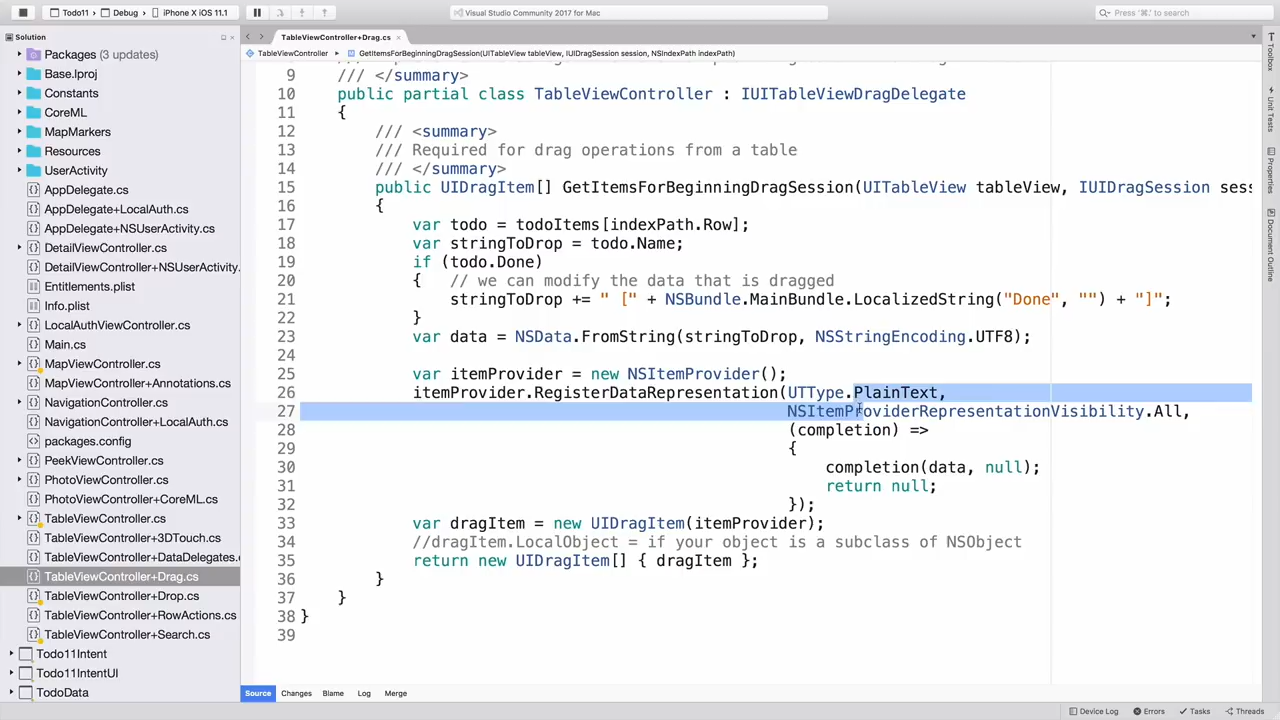 Todo11 › Debug › iPhone X iOS 11.1
Visual Studio Community 2017 for Mac
Press '⌘.' to search
Solution
TableViewController+Drag.cs
TableViewController
GetItemsForBeginningDragSession(UITableView tableView, IUIDragSession session, NSIndexPath indexPath)
Packages (3 updates)
Base.lproj
Constants
CoreML
MapMarkers
Resources
UserActivity
AppDelegate.cs
AppDelegate+LocalAuth.cs
AppDelegate+NSUserActivity.cs
DetailViewController.cs
DetailViewController+NSUserActivity.
Entitlements.plist
Info.plist
LocalAuthViewController.cs
Main.cs
MapViewController.cs
MapViewController+Annotations.cs
NavigationController.cs
NavigationController+LocalAuth.cs
packages.config
PeekViewController.cs
PhotoViewController.cs
PhotoViewController+CoreML.cs
TableViewController.cs
TableViewController+3DTouch.cs
TableViewController+DataDelegates.c
TableViewController+Drag.cs
TableViewController+Drop.cs
TableViewController+RowActions.cs
TableViewController+Search.cs
Todo11Intent
Todo11IntentUI
TodoData
9 /// </summary>
10 public partial class TableViewController : IUITableViewDragDelegate
11 {
12 /// <summary>
13 /// Required for drag operations from a table
14 /// </summary>
15 public UIDragItem[] GetItemsForBeginningDragSession(UITableView tableView, IUIDragSession sess
16 {
17 var todo = todoItems[indexPath.Row];
18 var stringToDrop = todo.Name;
19 if (todo.Done)
20 { // we can modify the data that is dragged
21 stringToDrop += " [" + NSBundle.MainBundle.LocalizedString("Done", "") + "]";
22 }
23 var data = NSData.FromString(stringToDrop, NSStringEncoding.UTF8);
24
25 var itemProvider = new NSItemProvider();
26 itemProvider.RegisterDataRepresentation(UTType.PlainText,
27 NSItemProviderRepresentationVisibility.All,
28 (completion) =>
29 {
30 completion(data, null);
31 return null;
32 });
33 var dragItem = new UIDragItem(itemProvider);
34 //dragItem.LocalObject = if your object is a subclass of NSObject
35 return new UIDragItem[] { dragItem };
36 }
37 }
38 }
39
Source Changes Blame Log Merge
Toolbox
Unit Tests
Properties
Document Outline
Device Log Errors Tasks Threads